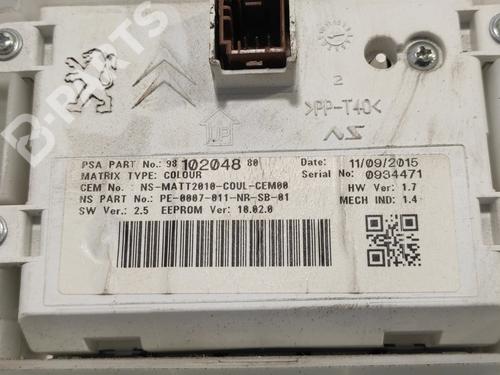 2
>PP-T40<
UP
NS
B-PARTS
PSA PART No.: 98 102048 80 Date: 11/09/2015
MATRIX TYPE: COLOUR Serial No: 0934471
CEM No. : NS-MATT2010-COUL-CEM00 HW Ver: 1.7
NS PART No.: PE-0007-011-NR-SB-01 MECH IND: 1.4
SW Ver.: 2.5 EEPROM Ver: 18.02.0